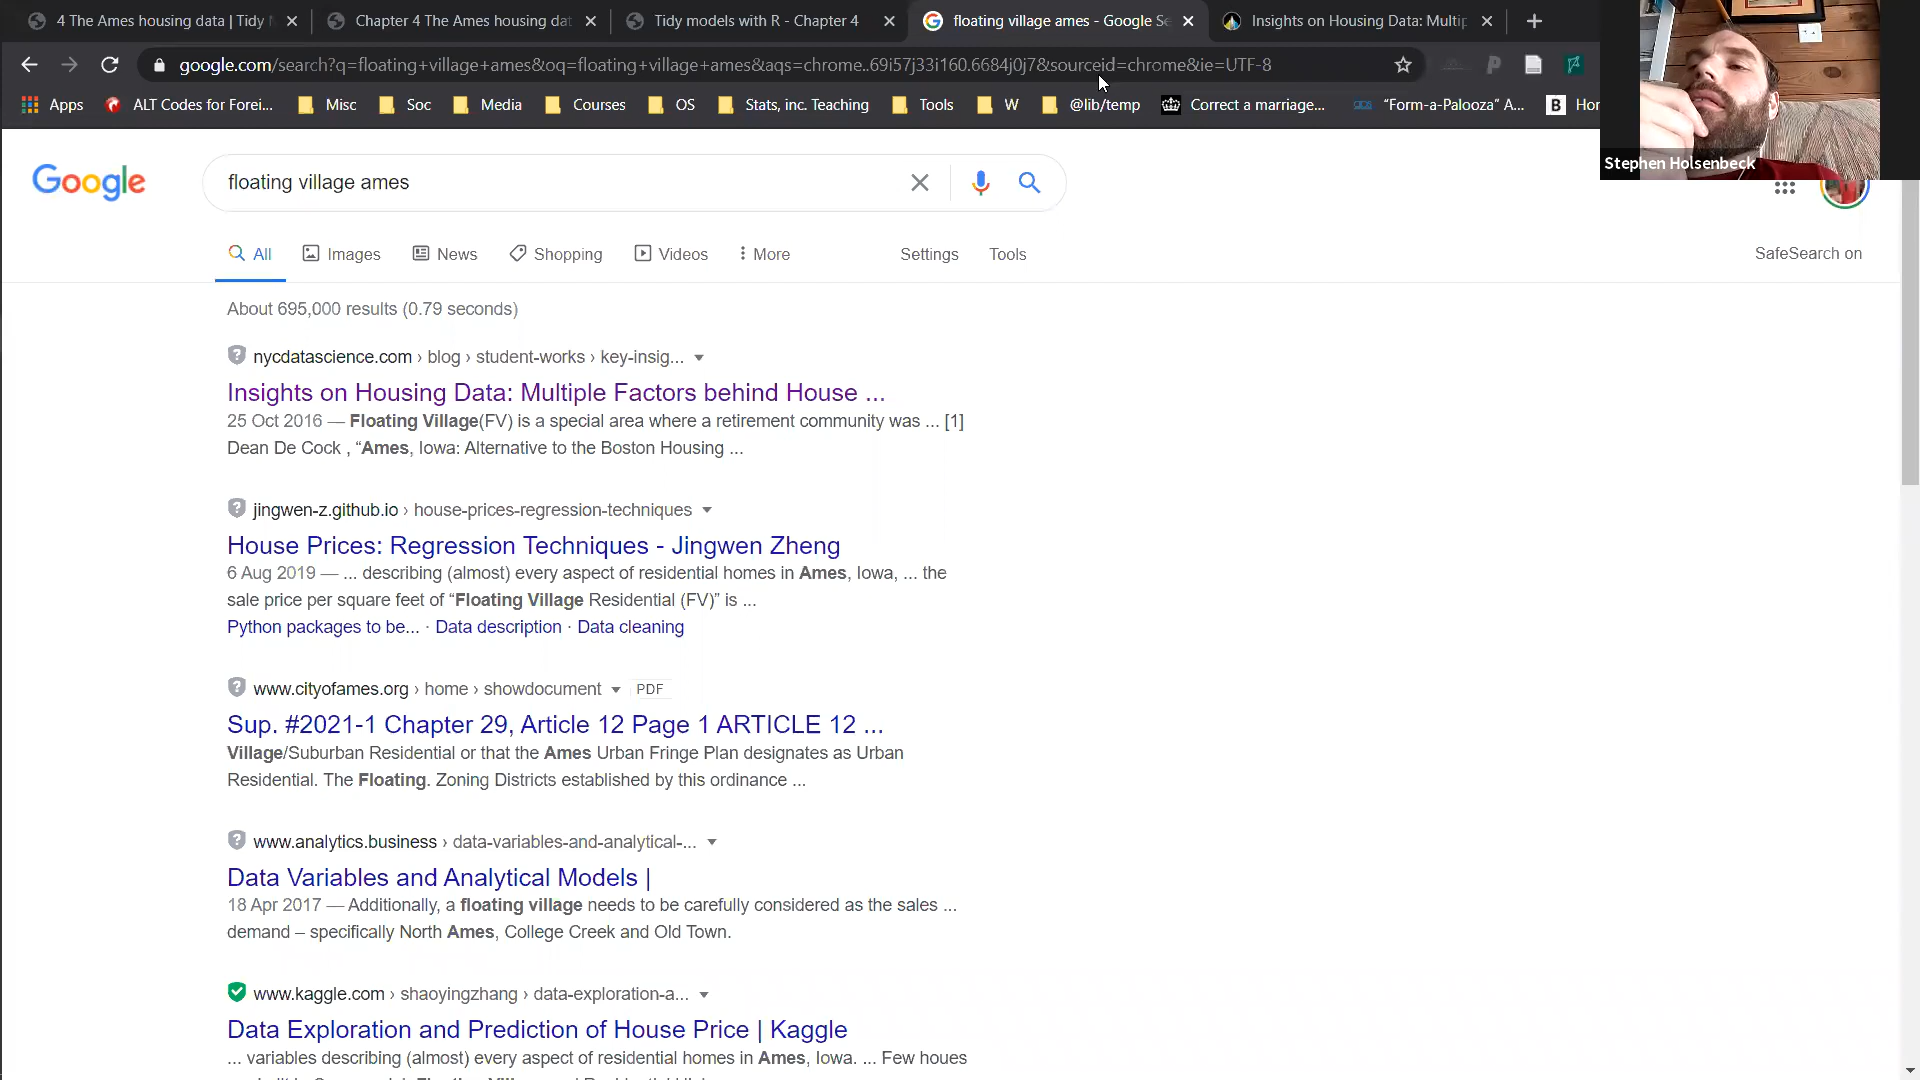 4 The Ames housing data | Tidy
Chapter 4 The Ames housing dat
Tidy models with R - Chapter 4
floating village ames - Google Se
Insights on Housing Data: Multip
google.com/search?q=floating+village+ames&oq=floating+village+ames&aqs=chrome..69i57j33i160.6684j0j7&sourceid=chrome&ie=UTF-8
Apps
ALT Codes for Forei...
Misc
Soc
Media
Courses
OS
Stats, inc. Teaching
Tools
W
@lib/temp
Correct a marriage...
"Form-a-Palooza" A...
B Hor
Stephen Holsenbeck
Google
floating village ames
All
Images
News
Shopping
Videos
More
Settings
Tools
SafeSearch on
About 695,000 results (0.79 seconds)
nycdatascience.com › blog › student-works › key-insig...
Insights on Housing Data: Multiple Factors behind House ...
25 Oct 2016 — Floating Village(FV) is a special area where a retirement community was ... [1]
Dean De Cock , “Ames, Iowa: Alternative to the Boston Housing ...
jingwen-z.github.io › house-prices-regression-techniques
House Prices: Regression Techniques - Jingwen Zheng
6 Aug 2019 — ... describing (almost) every aspect of residential homes in Ames, Iowa, ... the
sale price per square feet of “Floating Village Residential (FV)” is ...
Python packages to be... · Data description · Data cleaning
www.cityofames.org › home › showdocument PDF
Sup. #2021-1 Chapter 29, Article 12 Page 1 ARTICLE 12 ...
Village/Suburban Residential or that the Ames Urban Fringe Plan designates as Urban
Residential. The Floating. Zoning Districts established by this ordinance ...
www.analytics.business › data-variables-and-analytical-...
Data Variables and Analytical Models |
18 Apr 2017 — Additionally, a floating village needs to be carefully considered as the sales ...
demand – specifically North Ames, College Creek and Old Town.
www.kaggle.com › shaoyingzhang › data-exploration-a...
Data Exploration and Prediction of House Price | Kaggle
... variables describing (almost) every aspect of residential homes in Ames, Iowa. ... Few houes